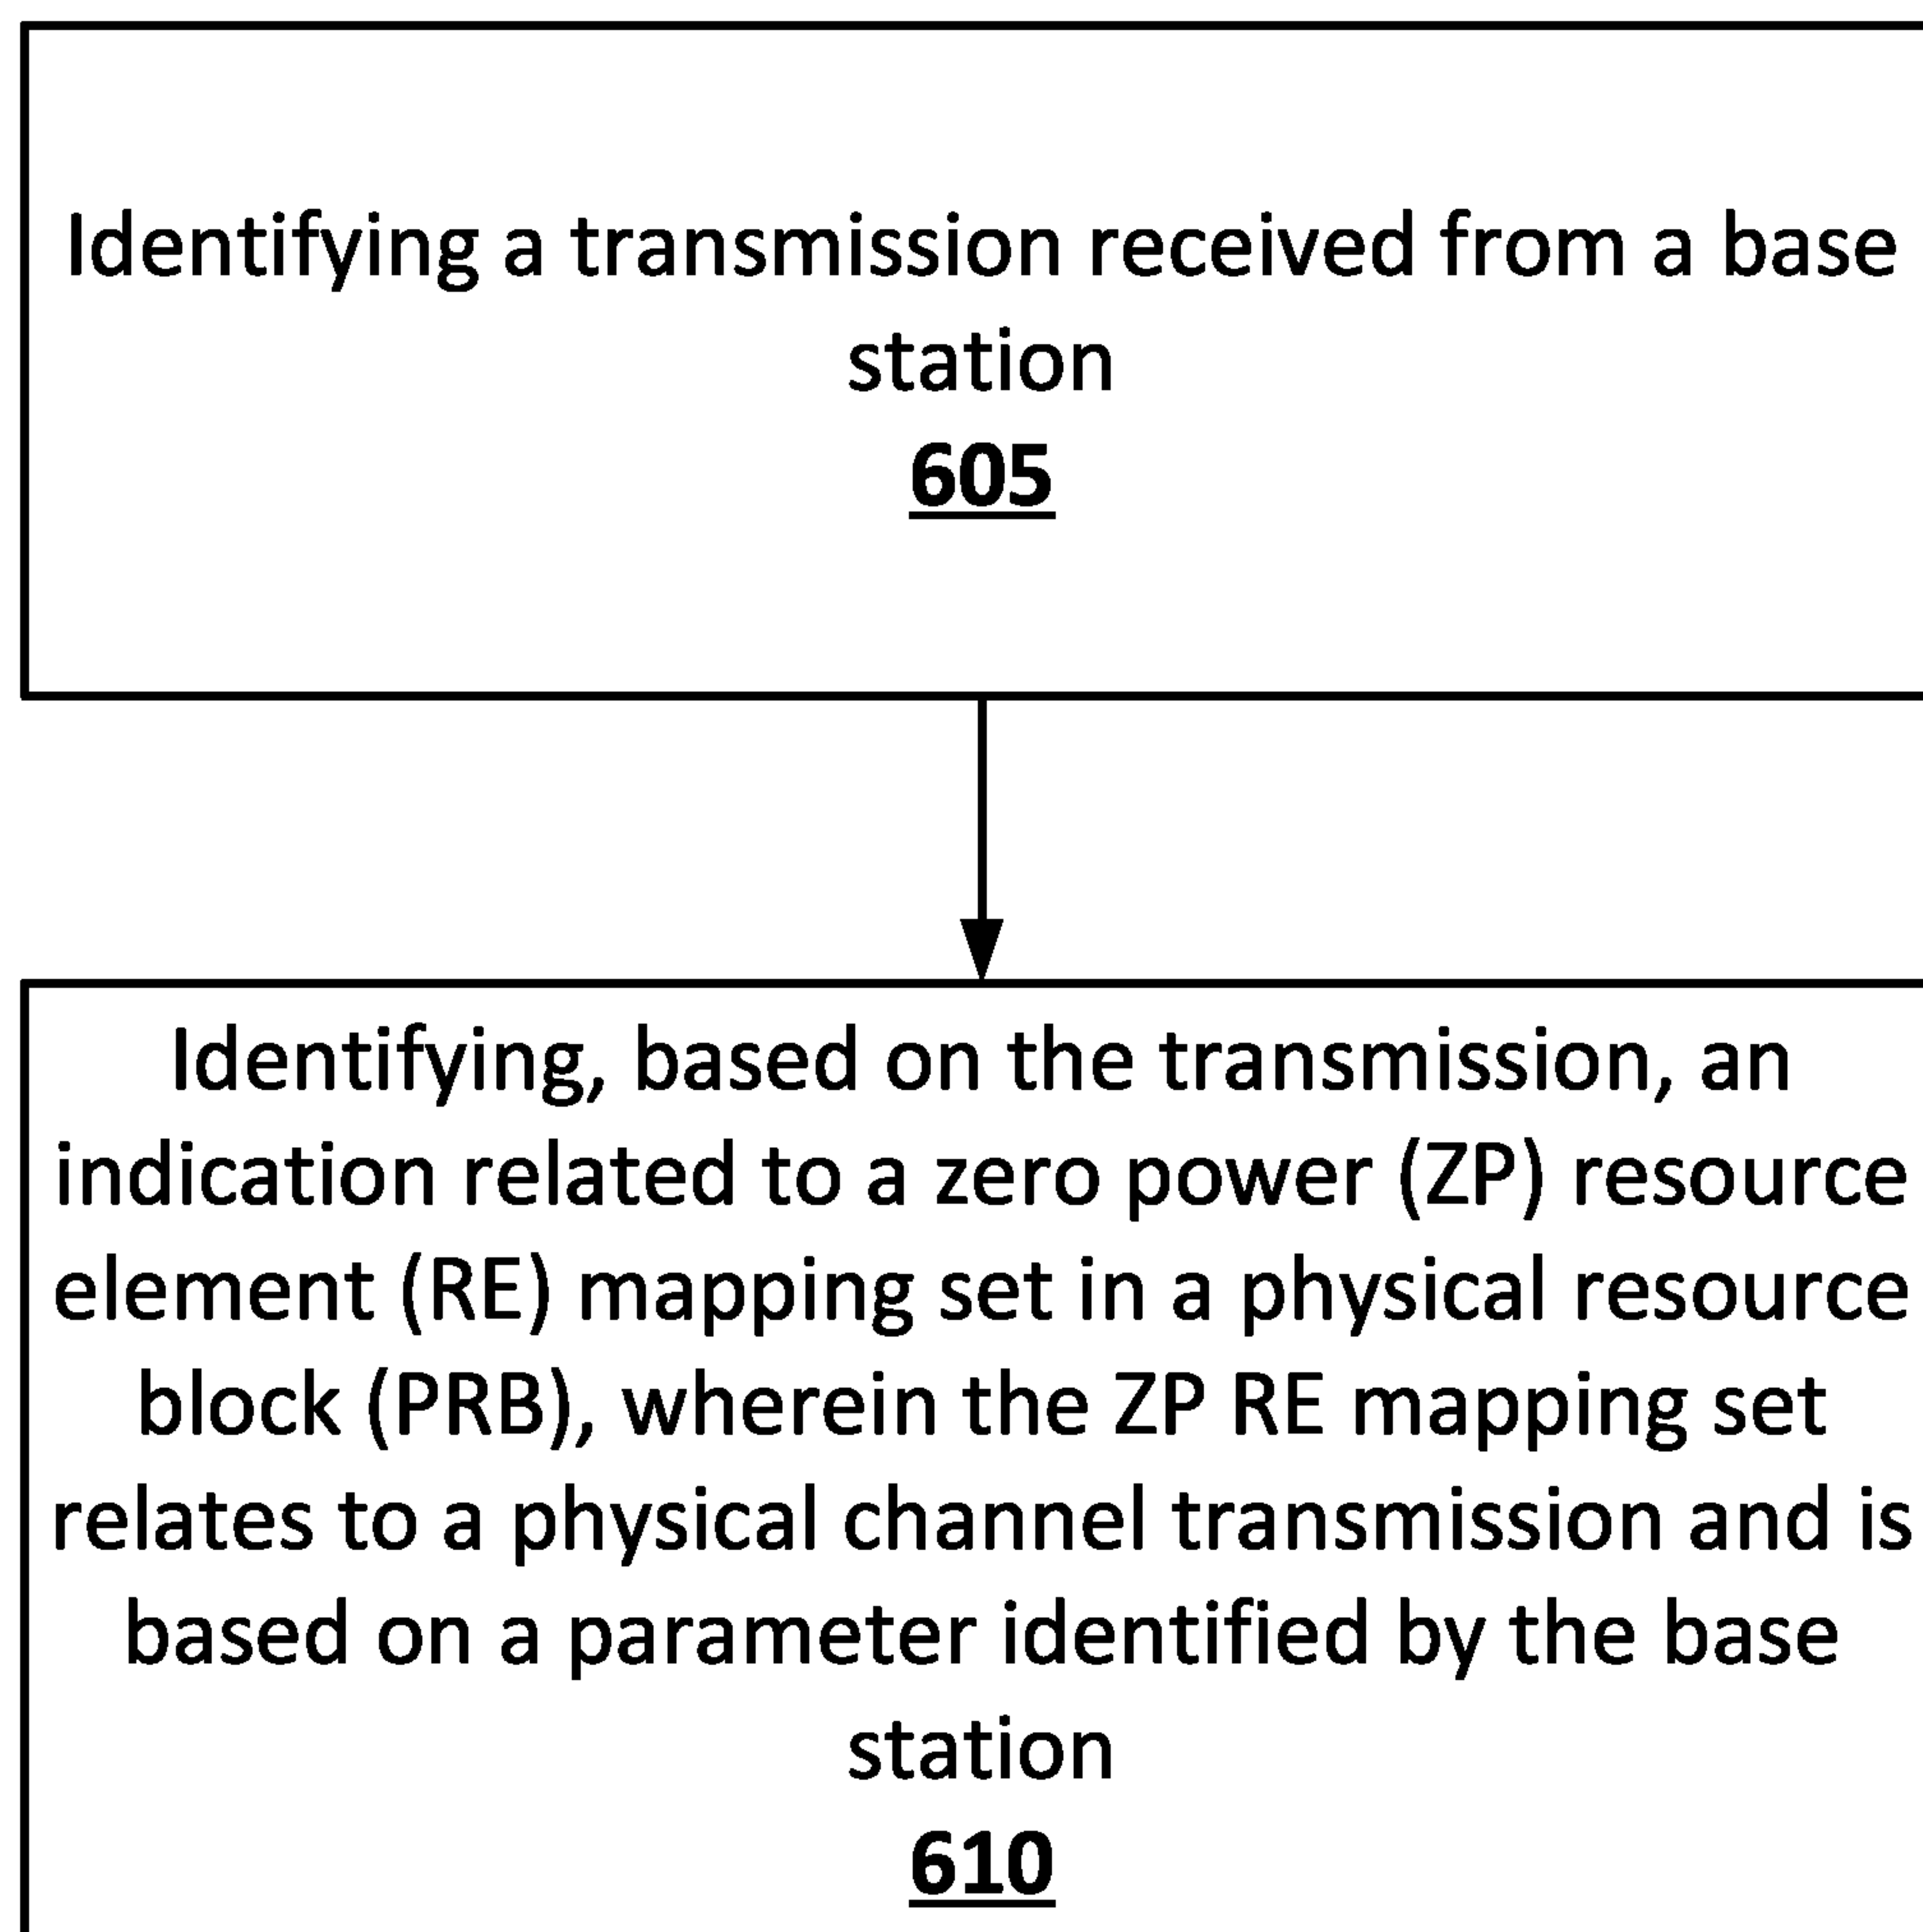 Identifying a transmission received from a base
station
605
Identifying, based on the transmission, an
indication related to a zero power (ZP) resource
element (RE) mapping set in a physical resource
block (PRB), wherein the ZP RE mapping set
relates to a physical channel transmission and is
based on a parameter identified by the base
station
610